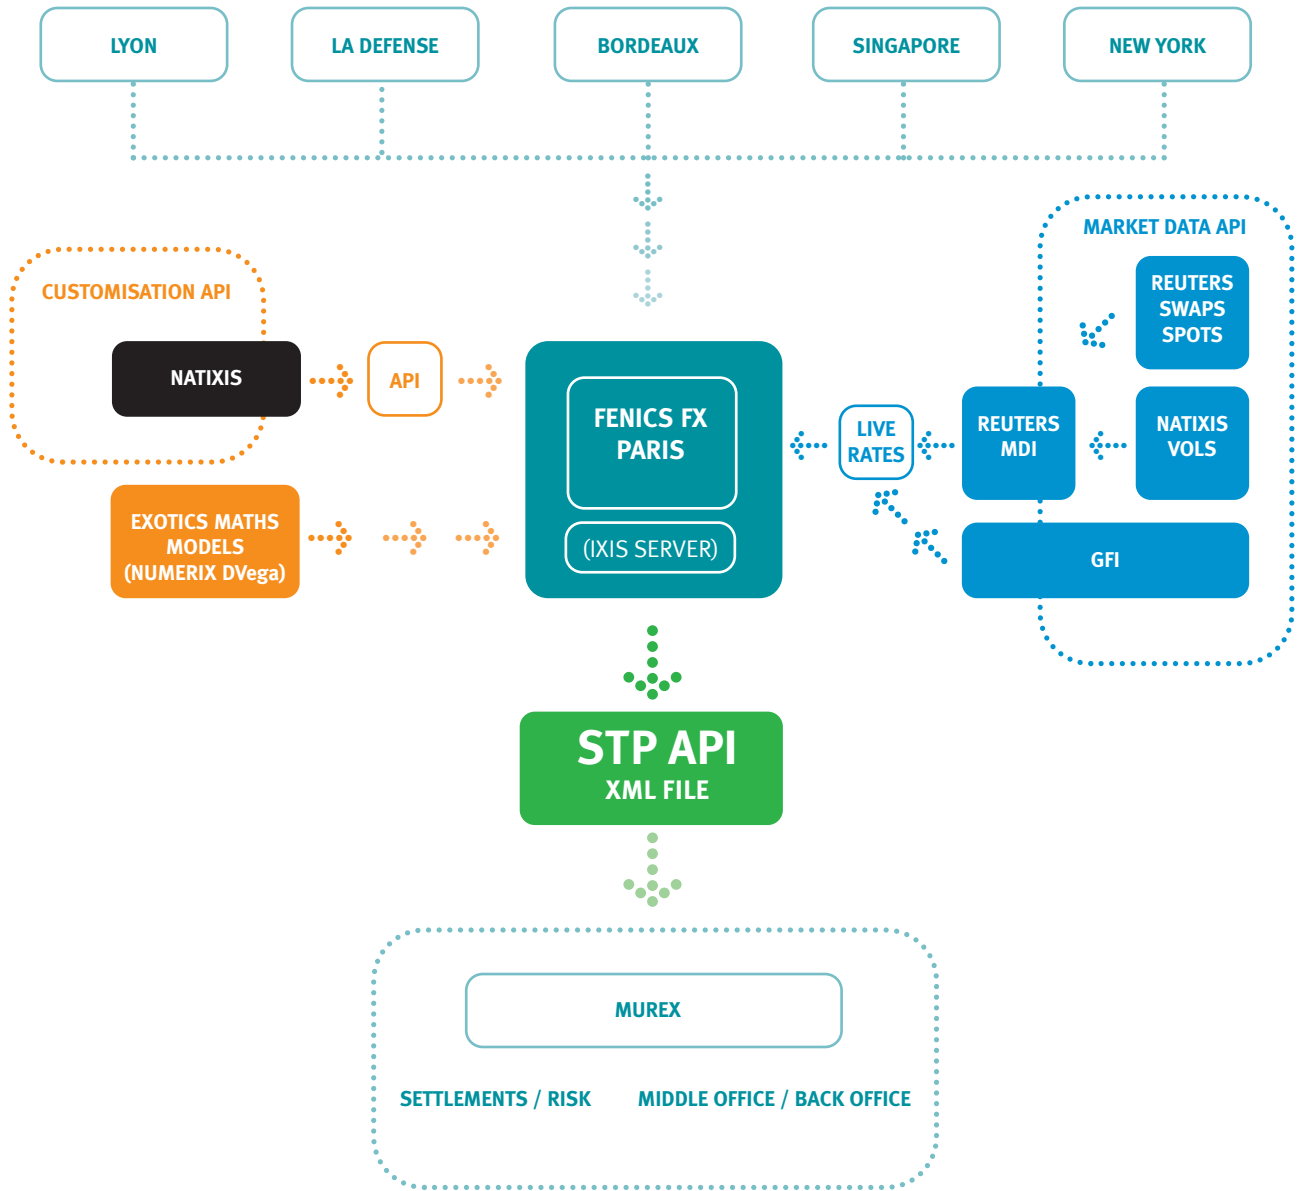 LYON
LA DEFENSE
BORDEAUX
SINGAPORE
NEW YORK
MARKET DATA API
CUSTOMISATION API
REUTERS
SWAPS
SPOTS
NATIXIS
API
FENICS FX
PARIS
(IXIS SERVER)
LIVE
RATES
REUTERS
MDI
NATIXIS
VOLS
EXOTICS MATHS
MODELS
(NUMERIX DVega)
GFI
STP API
XML FILE
MUREX
SETTLEMENTS / RISK
MIDDLE OFFICE / BACK OFFICE